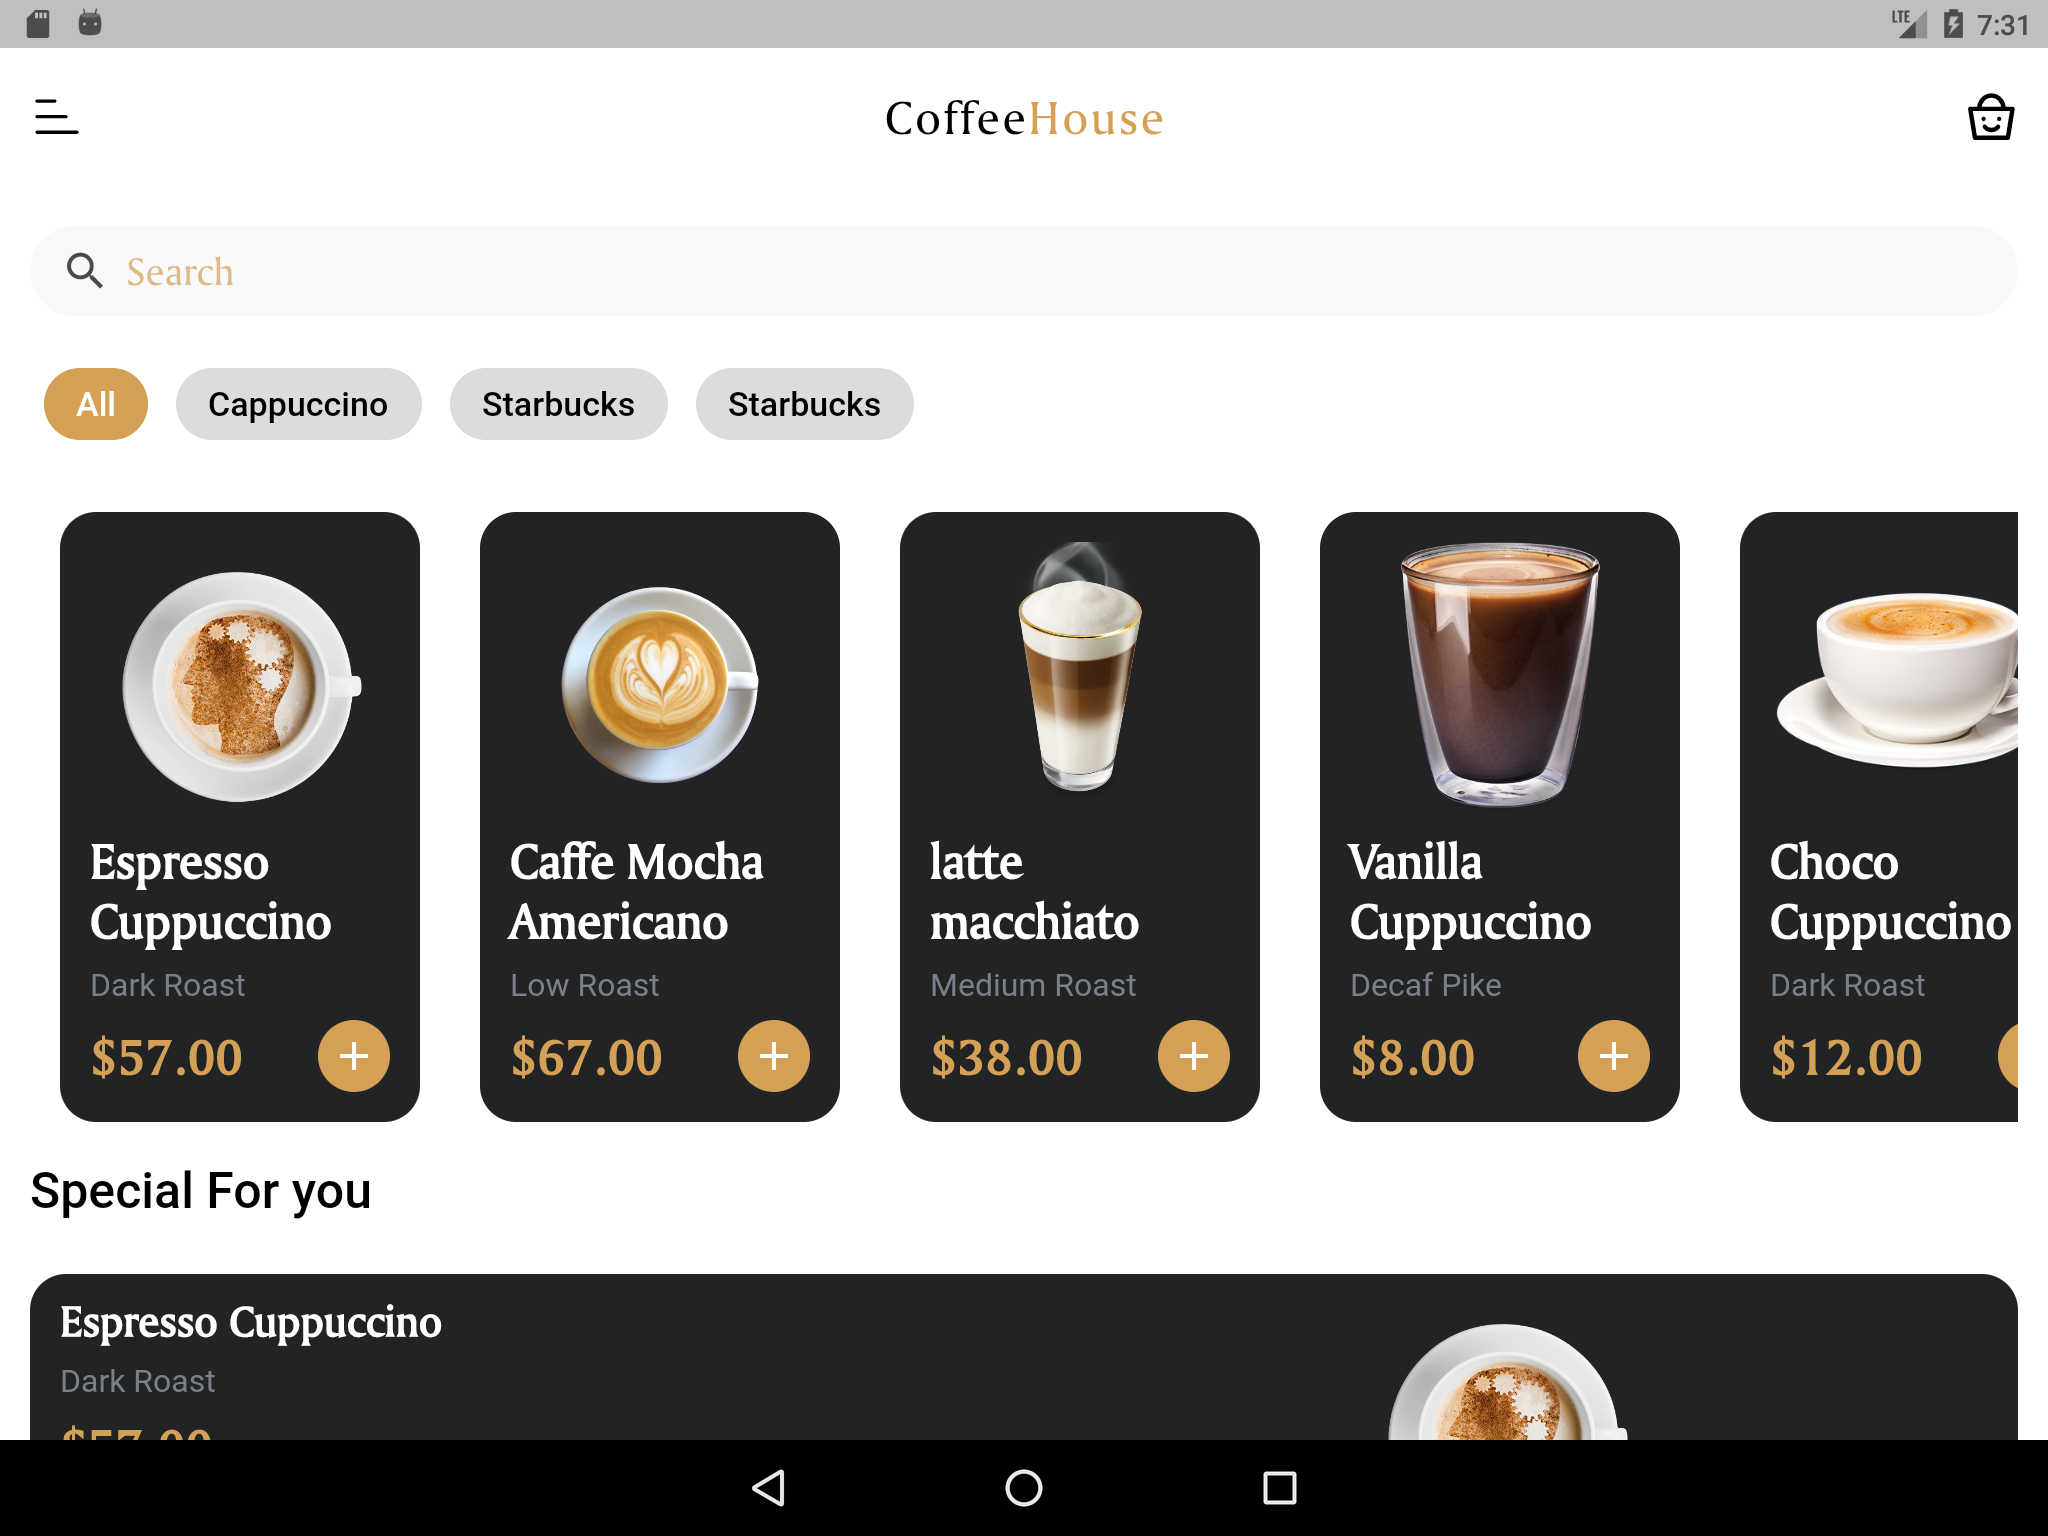 LTE 7:31
CoffeeHouse
Search
All Cappuccino Starbucks Starbucks
Espresso
Cuppuccino
Dark Roast
$57.00
Caffe Mocha
Americano
Low Roast
$67.00
latte
macchiato
Medium Roast
$38.00
Vanilla
Cuppuccino
Decaf Pike
$8.00
Choco
Cuppuccino
Dark Roast
$12.00
Special For you
Espresso Cuppuccino
Dark Roast
$57.00